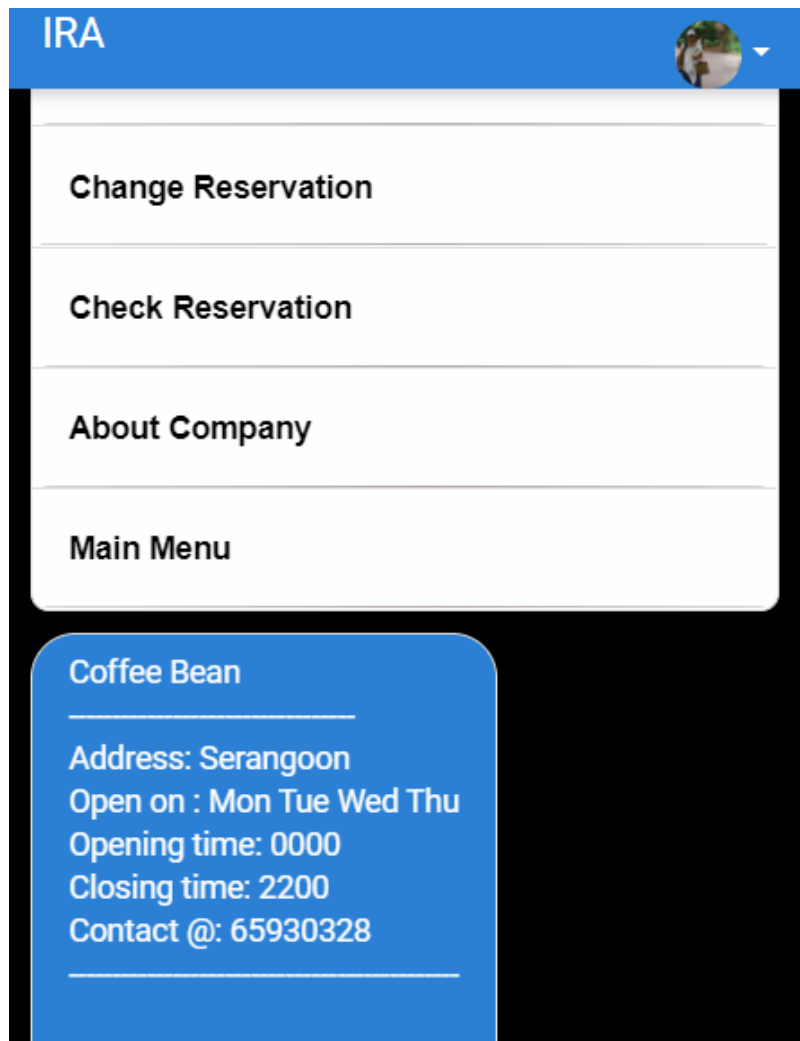 IRA
Change Reservation
Check Reservation
About Company
Main Menu
Coffee Bean
--------------------------------
Address: Serangoon
Open on : Mon Tue Wed Thu
Opening time: 0000
Closing time: 2200
Contact @: 65930328
--------------------------------------------